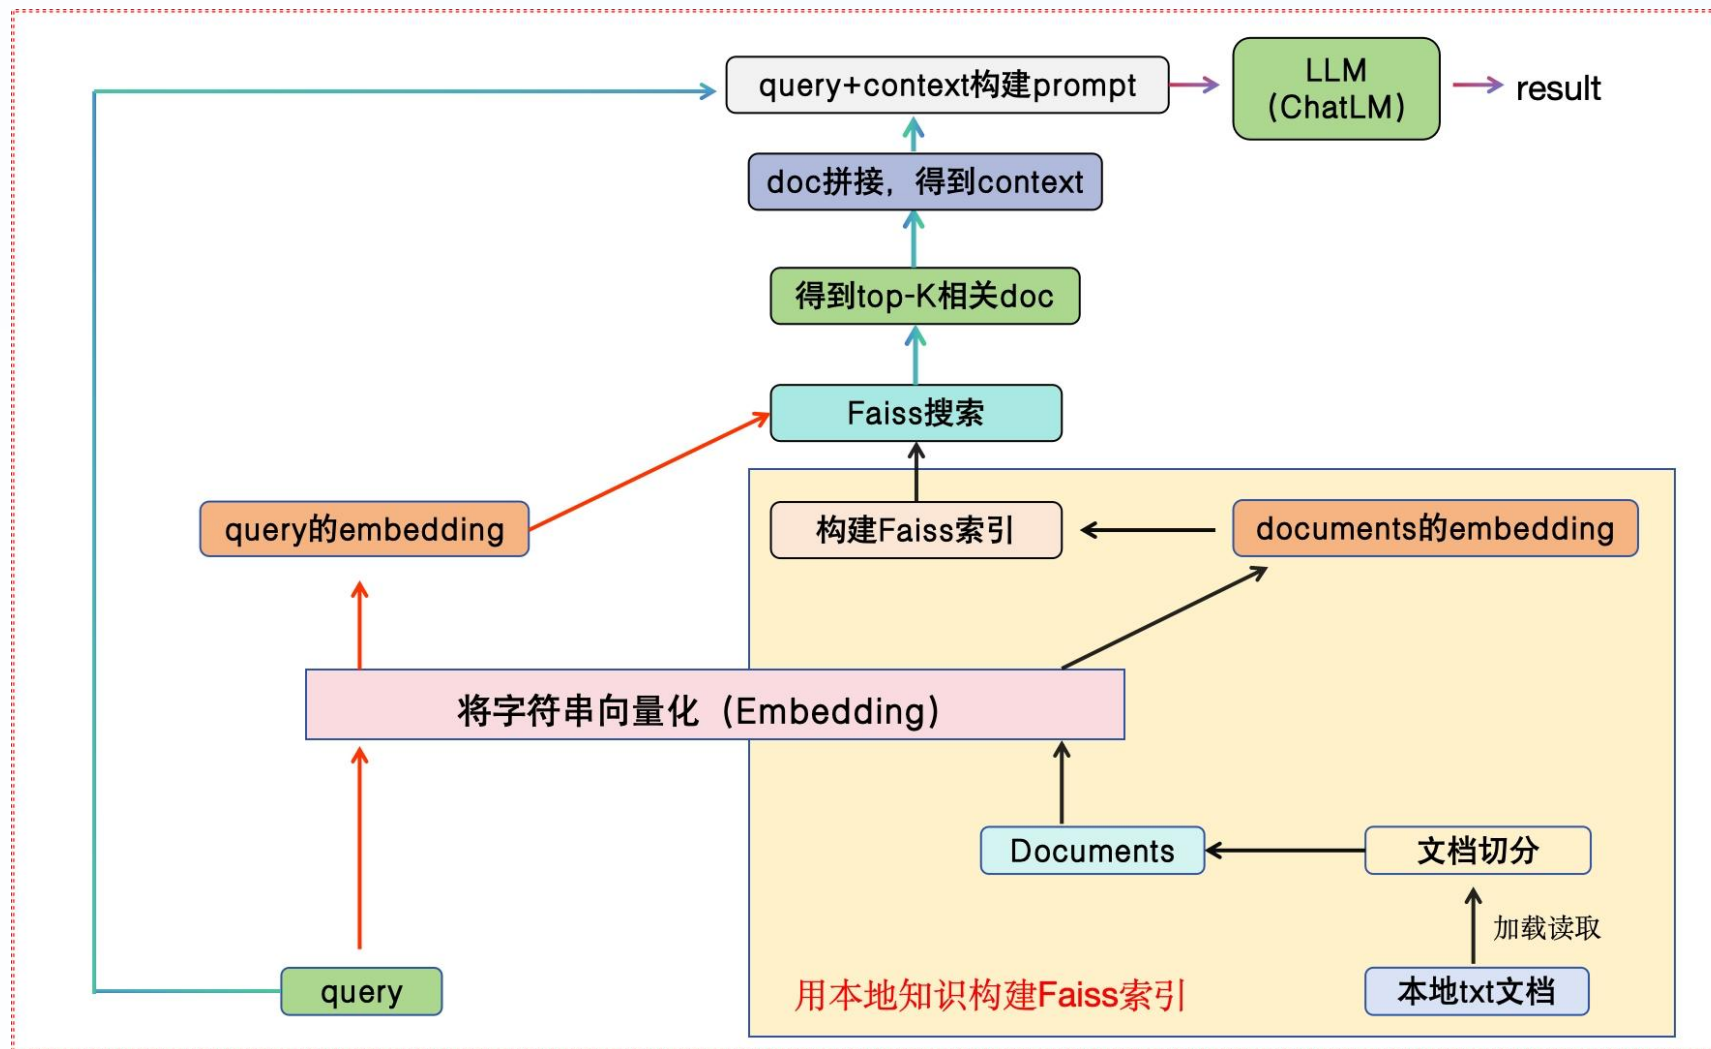 query+context构建prompt
LLM
(ChatLM)
result
doc拼接，得到context
得到top-K相关doc
Faiss搜索
query的embedding
构建Faiss索引
documents的embedding
将字符串向量化（Embedding）
Documents
文档切分
加载读取
query
用本地知识构建Faiss索引
本地txt文档